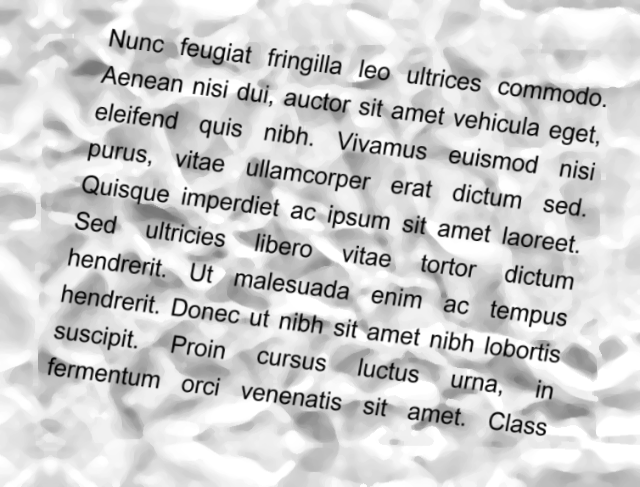 Nunc feugiat fringilla leo ultrices commodo.
Aenean nisi dui, auctor sit amet vehicula eget,
eleifend quis nibh. Vivamus euismod nisi
purus, vitae ullamcorper erat dictum sed.
Quisque imperdiet ac ipsum sit amet laoreet.
Sed ultricies libero vitae tortor dictum
hendrerit. Ut malesuada enim ac tempus
hendrerit. Donec ut nibh sit amet nibh lobortis
suscipit. Proin cursus luctus urna, in
fermentum orci venenatis sit amet. Class